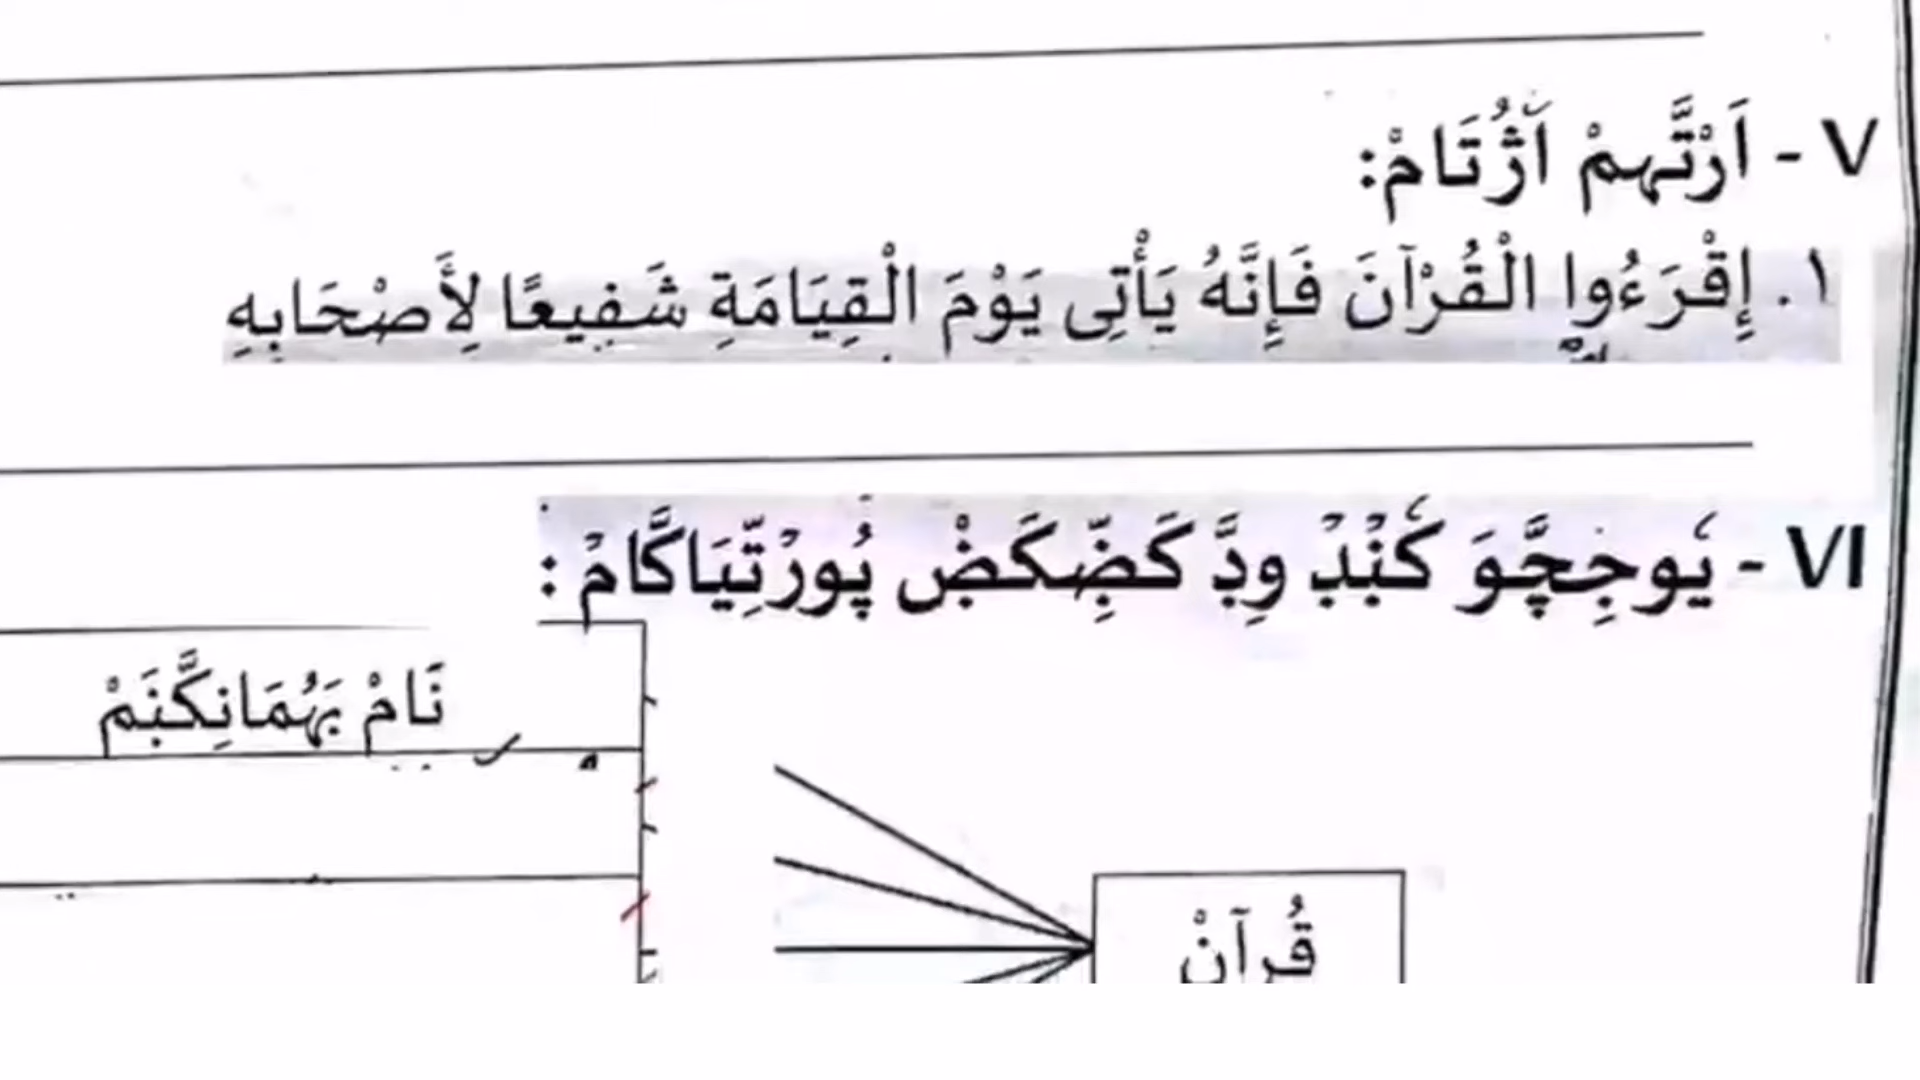 V - اَرْتَّهمْ اَژُتَامْ:
١. إِقْرَءُوا الْقُرْآنَ فَإِنَّهُ يَأْتِى يَوْمَ الْقِيَامَةِ شَفِيعًا لِأَصْحَابِهِ
VI - يٗوجِچَّوَ كَنْڊُ وِڊَّ كَضِّكَضْ پُورْتِّيَاكَّامْ :
نَامْ بَهُمَانِكَّنَمْ
قُرآنْ